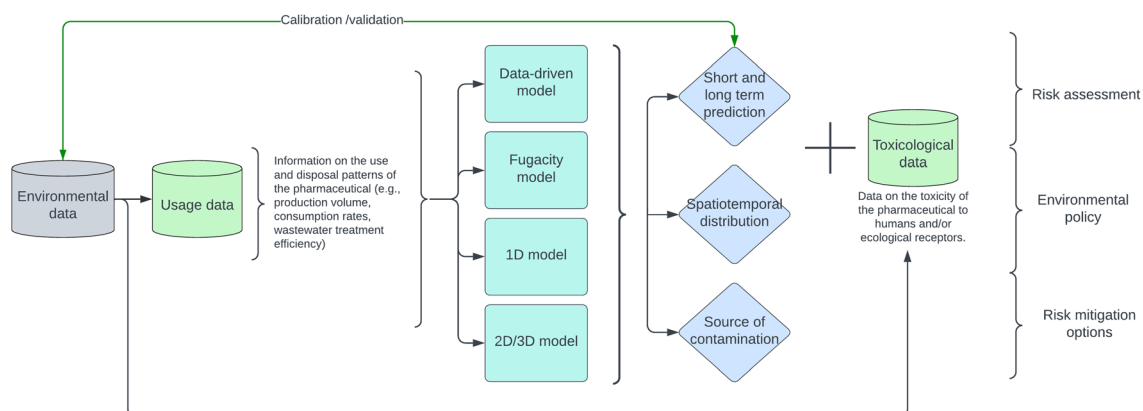 Calibration /validation
Environmental
data
Usage data
Information on the use
and disposal patterns of
the pharmaceutical (e.g.,
production volume,
consumption rates,
wastewater treatment
efficiency)
Data-driven
model
Fugacity
model
1D model
2D/3D model
Short and
long term
prediction
Spatiotemporal
distribution
Source of
contamination
Toxicological
data
Data on the toxicity of
the pharmaceutical to
humans and/or
ecological receptors.
Risk assessment
Environmental
policy
Risk mitigation
options